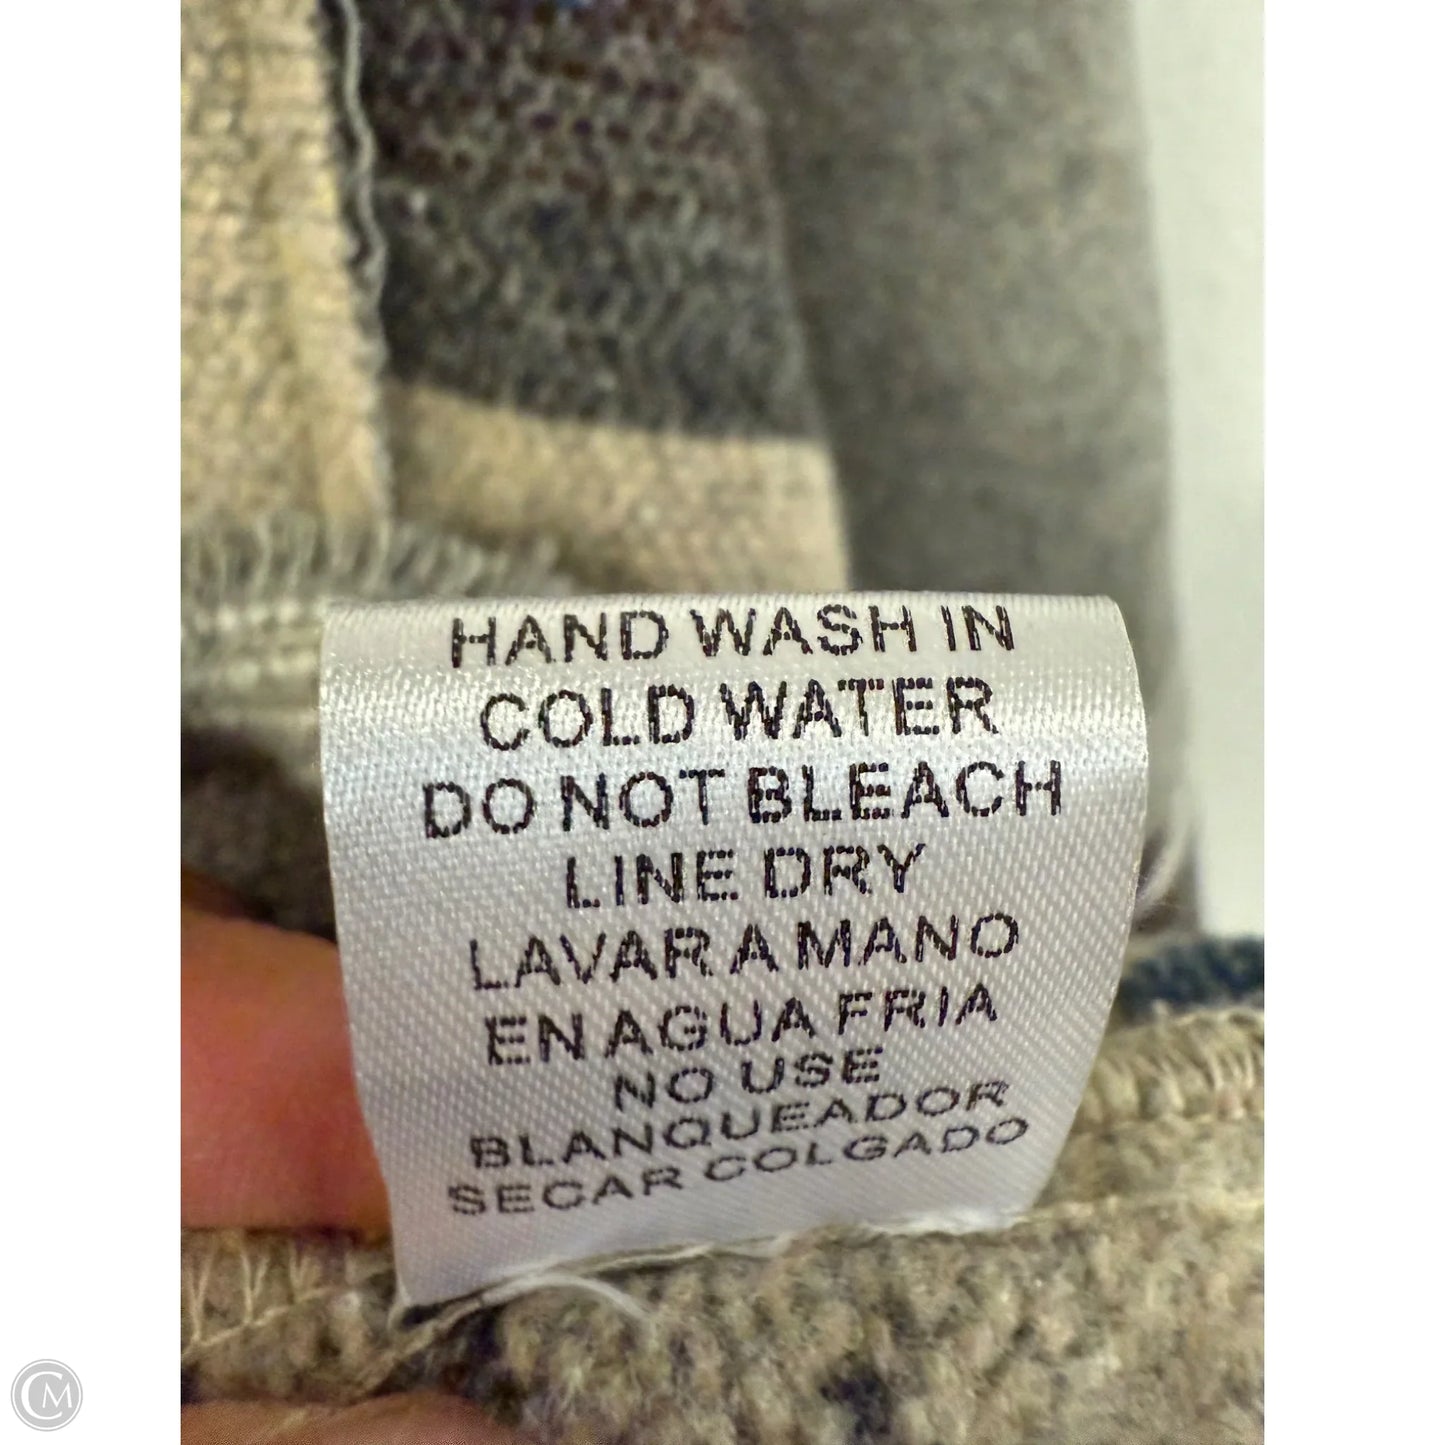 HAND WASH IN
COLD WATER
DO NOT BLEACH
LINE DRY
LAVAR A MANO
EN AGUA FRIA
NO USE
BLANQUEADOR
SECAR COLGADO
CM